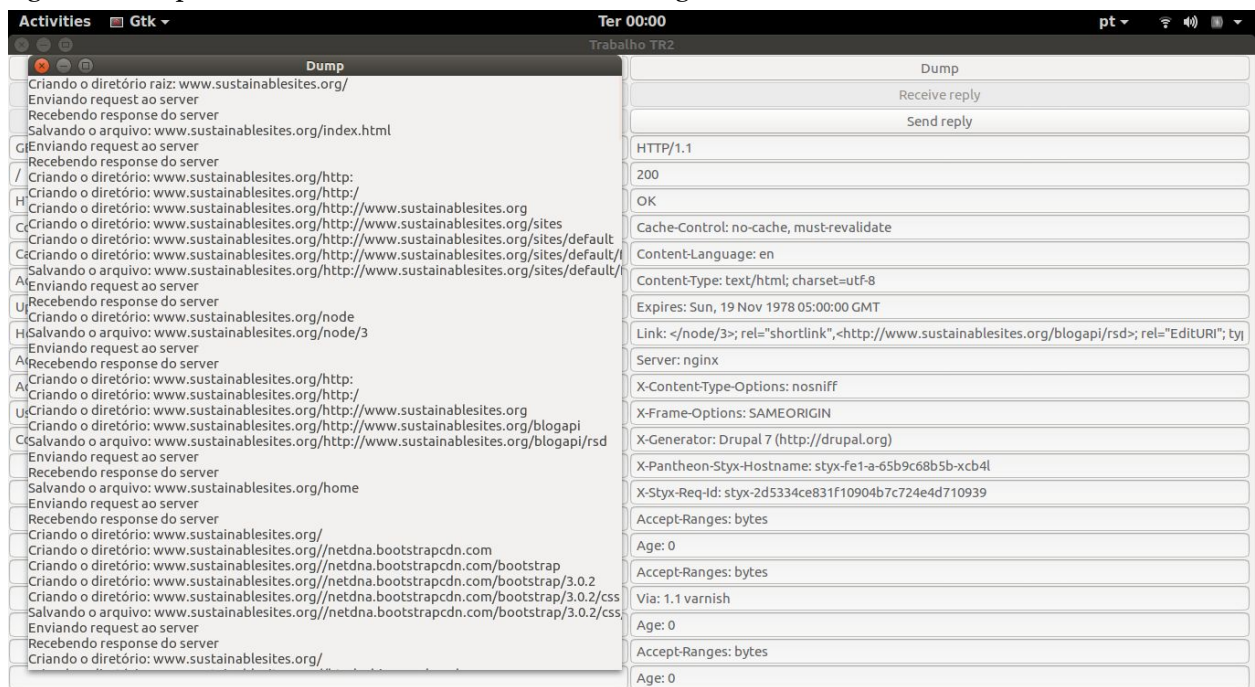 Activities Gtk Ter 00:00 pt
Trabalho TR2
Dump
Criando o diretório raiz: www.sustainablesites.org/
Enviando request ao server
Recebendo response do server
Salvando o arquivo: www.sustainablesites.org/index.html
Enviando request ao server
Recebendo response do server
Criando o diretório: www.sustainablesites.org/http:
Criando o diretório: www.sustainablesites.org/http:/
Criando o diretório: www.sustainablesites.org/http://www.sustainablesites.org
Criando o diretório: www.sustainablesites.org/http://www.sustainablesites.org/sites
Criando o diretório: www.sustainablesites.org/http://www.sustainablesites.org/sites/default
Criando o diretório: www.sustainablesites.org/http://www.sustainablesites.org/sites/default/
Salvando o arquivo: www.sustainablesites.org/http://www.sustainablesites.org/sites/default/
Enviando request ao server
Recebendo response do server
Criando o diretório: www.sustainablesites.org/node
Salvando o arquivo: www.sustainablesites.org/node/3
Enviando request ao server
Recebendo response do server
Criando o diretório: www.sustainablesites.org/http:
Criando o diretório: www.sustainablesites.org/http:/
Criando o diretório: www.sustainablesites.org/http://www.sustainablesites.org
Criando o diretório: www.sustainablesites.org/http://www.sustainablesites.org/blogapi
Salvando o arquivo: www.sustainablesites.org/http://www.sustainablesites.org/blogapi/rsd
Enviando request ao server
Recebendo response do server
Salvando o arquivo: www.sustainablesites.org/home
Enviando request ao server
Recebendo response do server
Criando o diretório: www.sustainablesites.org/
Criando o diretório: www.sustainablesites.org//netdna.bootstrapcdn.com
Criando o diretório: www.sustainablesites.org//netdna.bootstrapcdn.com/bootstrap
Criando o diretório: www.sustainablesites.org//netdna.bootstrapcdn.com/bootstrap/3.0.2
Criando o diretório: www.sustainablesites.org//netdna.bootstrapcdn.com/bootstrap/3.0.2/css
Salvando o arquivo: www.sustainablesites.org//netdna.bootstrapcdn.com/bootstrap/3.0.2/css
Enviando request ao server
Recebendo response do server
Criando o diretório: www.sustainablesites.org/
Dump
Receive reply
Send reply
HTTP/1.1
200
OK
Cache-Control: no-cache, must-revalidate
Content-Language: en
Content-Type: text/html; charset=utf-8
Expires: Sun, 19 Nov 1978 05:00:00 GMT
Link: </node/3>; rel="shortlink",<http://www.sustainablesites.org/blogapi/rsd>; rel="EditURI"; typ
Server: nginx
X-Content-Type-Options: nosniff
X-Frame-Options: SAMEORIGIN
X-Generator: Drupal 7 (http://drupal.org)
X-Pantheon-Styx-Hostname: styx-fe1-a-65b9c68b5b-xcb4l
X-Styx-Req-Id: styx-2d5334ce831f10904b7c724e4d710939
Accept-Ranges: bytes
Age: 0
Accept-Ranges: bytes
Via: 1.1 varnish
Age: 0
Accept-Ranges: bytes
Age: 0